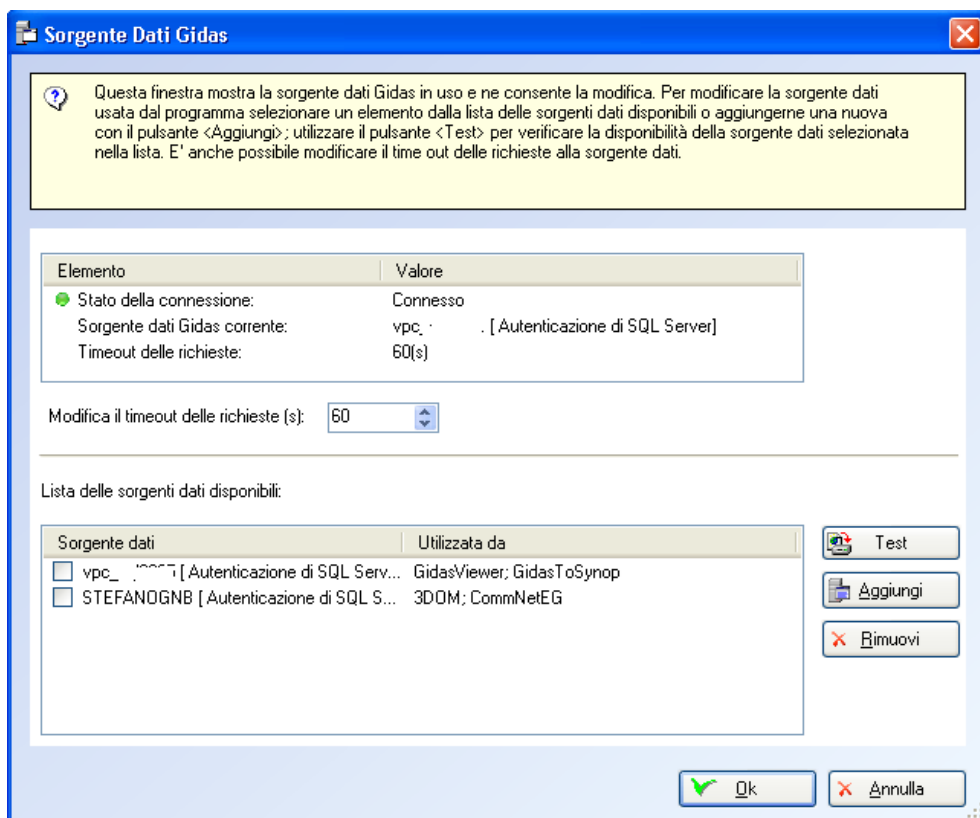 Sorgente Dati Gidas
Questa finestra mostra la sorgente dati Gidas in uso e ne consente la modifica. Per modificare la sorgente dati
usata dal programma selezionare un elemento dalla lista delle sorgenti dati disponibili o aggiungerne una nuova
con il pulsante <Aggiungi>; utilizzare il pulsante <Test> per verificare la disponibilità della sorgente dati selezionata
nella lista. E' anche possibile modificare il time out delle richieste alla sorgente dati.
Elemento Valore
Stato della connessione: Connesso
Sorgente dati Gidas corrente: vpc_ [ Autenticazione di SQL Server]
Timeout delle richieste: 60(s)
Modifica il timeout delle richieste (s): 60
Lista delle sorgenti dati disponibili:
Sorgente dati Utilizzata da
vpc_ [ Autenticazione di SQL Serv... GidasViewer; GidasToSynop
STEFANOGNB [ Autenticazione di SQL S... 3DOM; CommNetEG
Test
Aggiungi
Rimuovi
Ok Annulla